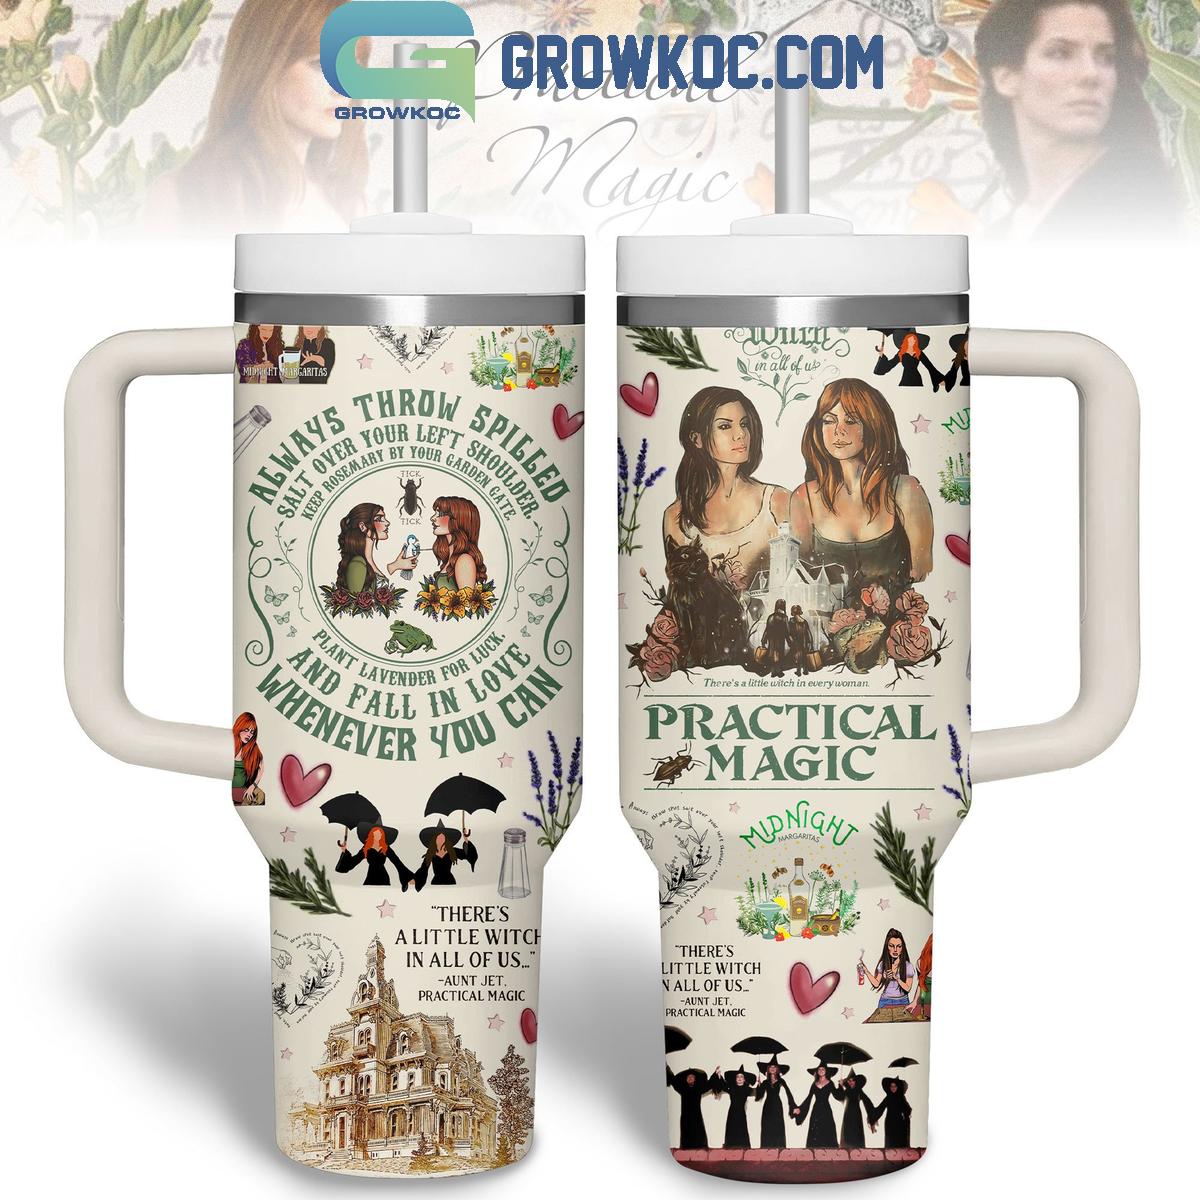 GROWKOC.COM
GROWKOC
Practical
Magic
MIDNIGHT MARGARITAS
ALWAYS THROW SPILLED
SALT OVER YOUR LEFT SHOULDER.
KEEP ROSEMARY BY YOUR GARDEN GATE.
TICK
TICK
PLANT LAVENDER FOR LUCK.
AND FALL IN LOVE
WHENEVER YOU CAN
"THERE'S
A LITTLE WITCH
IN ALL OF US..."
-AUNT JET,
PRACTICAL MAGIC
Witch
in all of us
There's a little witch in every woman.
PRACTICAL
MAGIC
MIDNIGHT
MARGARITAS
"THERE'S
LITTLE WITCH
N ALL OF US..."
-AUNT JET,
PRACTICAL MAGIC